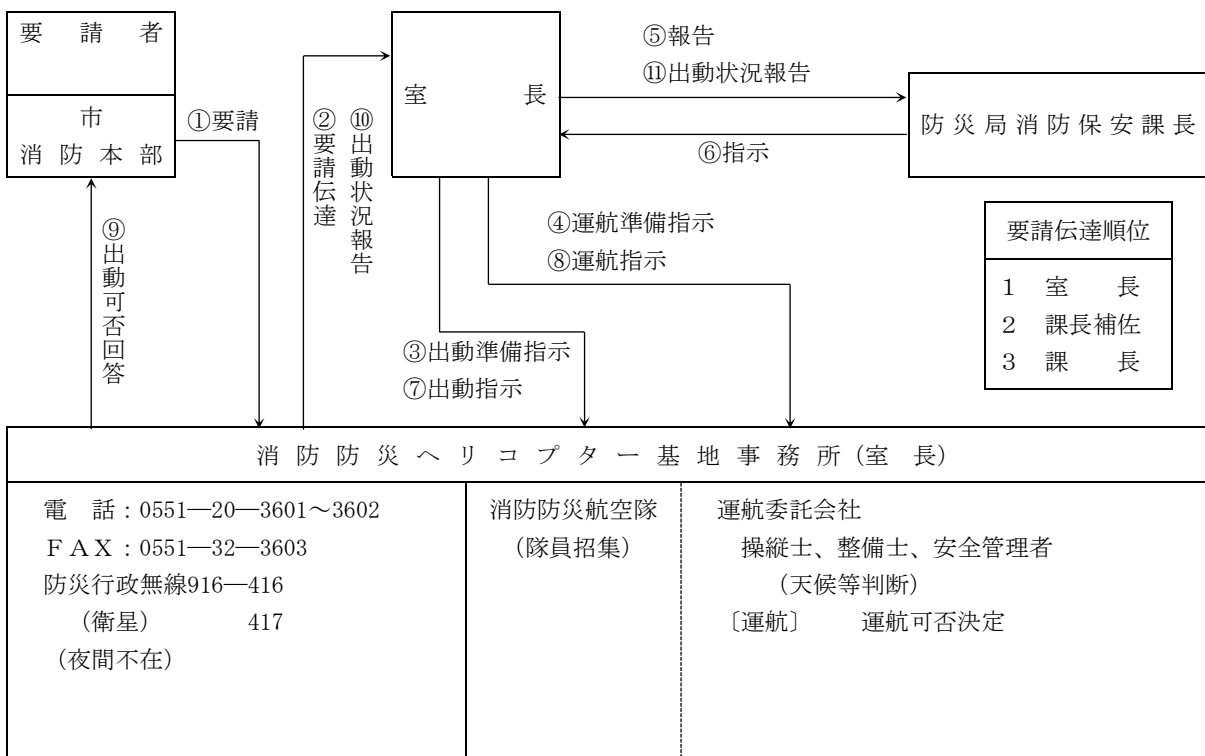 要請者
市
消防本部
①要請
⑨出動可否回答
②要請伝達
⑩出動状況報告
室長
⑤報告
⑪出動状況報告
⑥指示
防災局消防保安課長
④運航準備指示
⑧運航指示
③出動準備指示
⑦出動指示
要請伝達順位
1 室長
2 課長補佐
3 課長
消防防災ヘリコプター基地事務所(室長)
電話:0551―20―3601~3602
FAX:0551―32―3603
防災行政無線916―416
(衛星) 417
(夜間不在)
消防防災航空隊
(隊員招集)
運航委託会社
操縦士、整備士、安全管理者
(天候等判断)
〔運航〕 運航可否決定